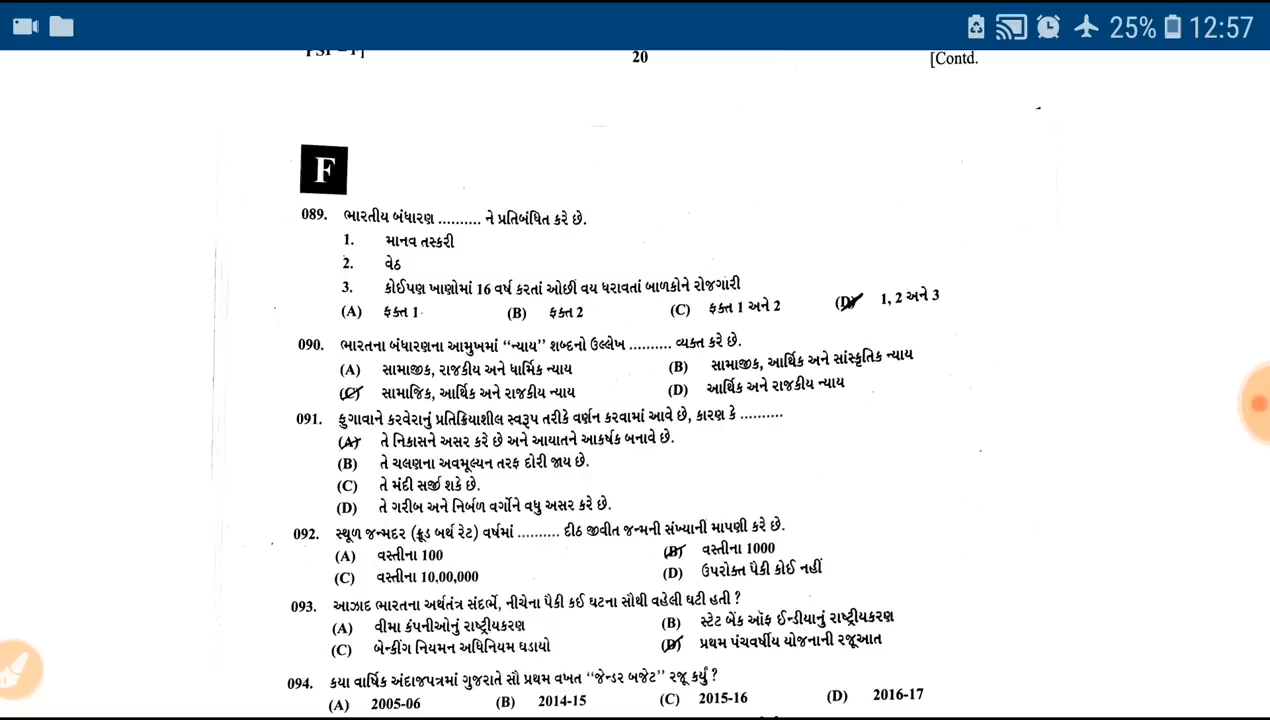 25% 12:57
PSI – 1]
20
[Contd.
F
089. ભારતીય બંધારણ .......... ને પ્રતિબંધિત કરે છે.
1. માનવ તસ્કરી
2. વેઠ
3. કોઈપણ ખાણોમાં 16 વર્ષ કરતાં ઓછી વય ધરાવતાં બાળકોને રોજગારી
(A) ફક્ત 1 (B) ફક્ત 2 (C) ફક્ત 1 અને 2 (D) 1, 2 અને 3
090. ભારતના બંધારણના આમુખમાં “ન્યાય” શબ્દનો ઉલ્લેખ .......... વ્યક્ત કરે છે.
(A) સામાજીક, રાજકીય અને ધાર્મિક ન્યાય (B) સામાજીક, આર્થિક અને સાંસ્કૃતિક ન્યાય
(C) સામાજિક, આર્થિક અને રાજકીય ન્યાય (D) આર્થિક અને રાજકીય ન્યાય
091. ફુગાવાને કરવેરાનું પ્રતિક્રિયાશીલ સ્વરૂપ તરીકે વર્ણન કરવામાં આવે છે, કારણ કે ..........
(A) તે નિકાસને અસર કરે છે અને આયાતને આકર્ષક બનાવે છે.
(B) તે ચલણના અવમૂલ્યન તરફ દોરી જાય છે.
(C) તે મંદી સર્જી શકે છે.
(D) તે ગરીબ અને નિર્બળ વર્ગોને વધુ અસર કરે છે.
092. સ્થૂળ જન્મદર (ક્રૂડ બર્થ રેટ) વર્ષમાં .......... દીઠ જીવીત જન્મની સંખ્યાની માપણી કરે છે.
(A) વસ્તીના 100 (B) વસ્તીના 1000
(C) વસ્તીના 10,00,000 (D) ઉપરોક્ત પૈકી કોઈ નહીં
093. આઝાદ ભારતના અર્થતંત્ર સંદર્ભે, નીચેના પૈકી કઈ ઘટના સૌથી વહેલી ઘટી હતી ?
(A) વીમા કંપનીઓનું રાષ્ટ્રીયકરણ (B) સ્ટેટ બેંક ઑફ ઈન્ડીયાનું રાષ્ટ્રીયકરણ
(C) બેન્કીંગ નિયમન અધિનિયમ ઘડાયો (D) પ્રથમ પંચવર્ષીય યોજનાની રજૂઆત
094. કયા વાર્ષિક અંદાજપત્રમાં ગુજરાતે સૌ પ્રથમ વખત “જેન્ડર બજેટ” રજૂ કર્યું ?
(A) 2005-06 (B) 2014-15 (C) 2015-16 (D) 2016-17